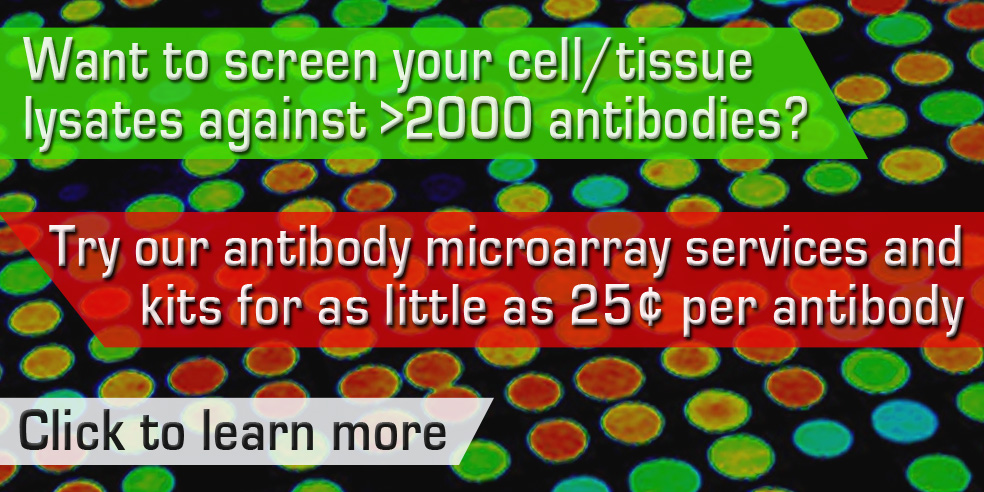 Want to screen your cell/tissue
lysates against >2000 antibodies?
Try our antibody microarray services and
kits for as little as 25¢ per antibody
Click to learn more